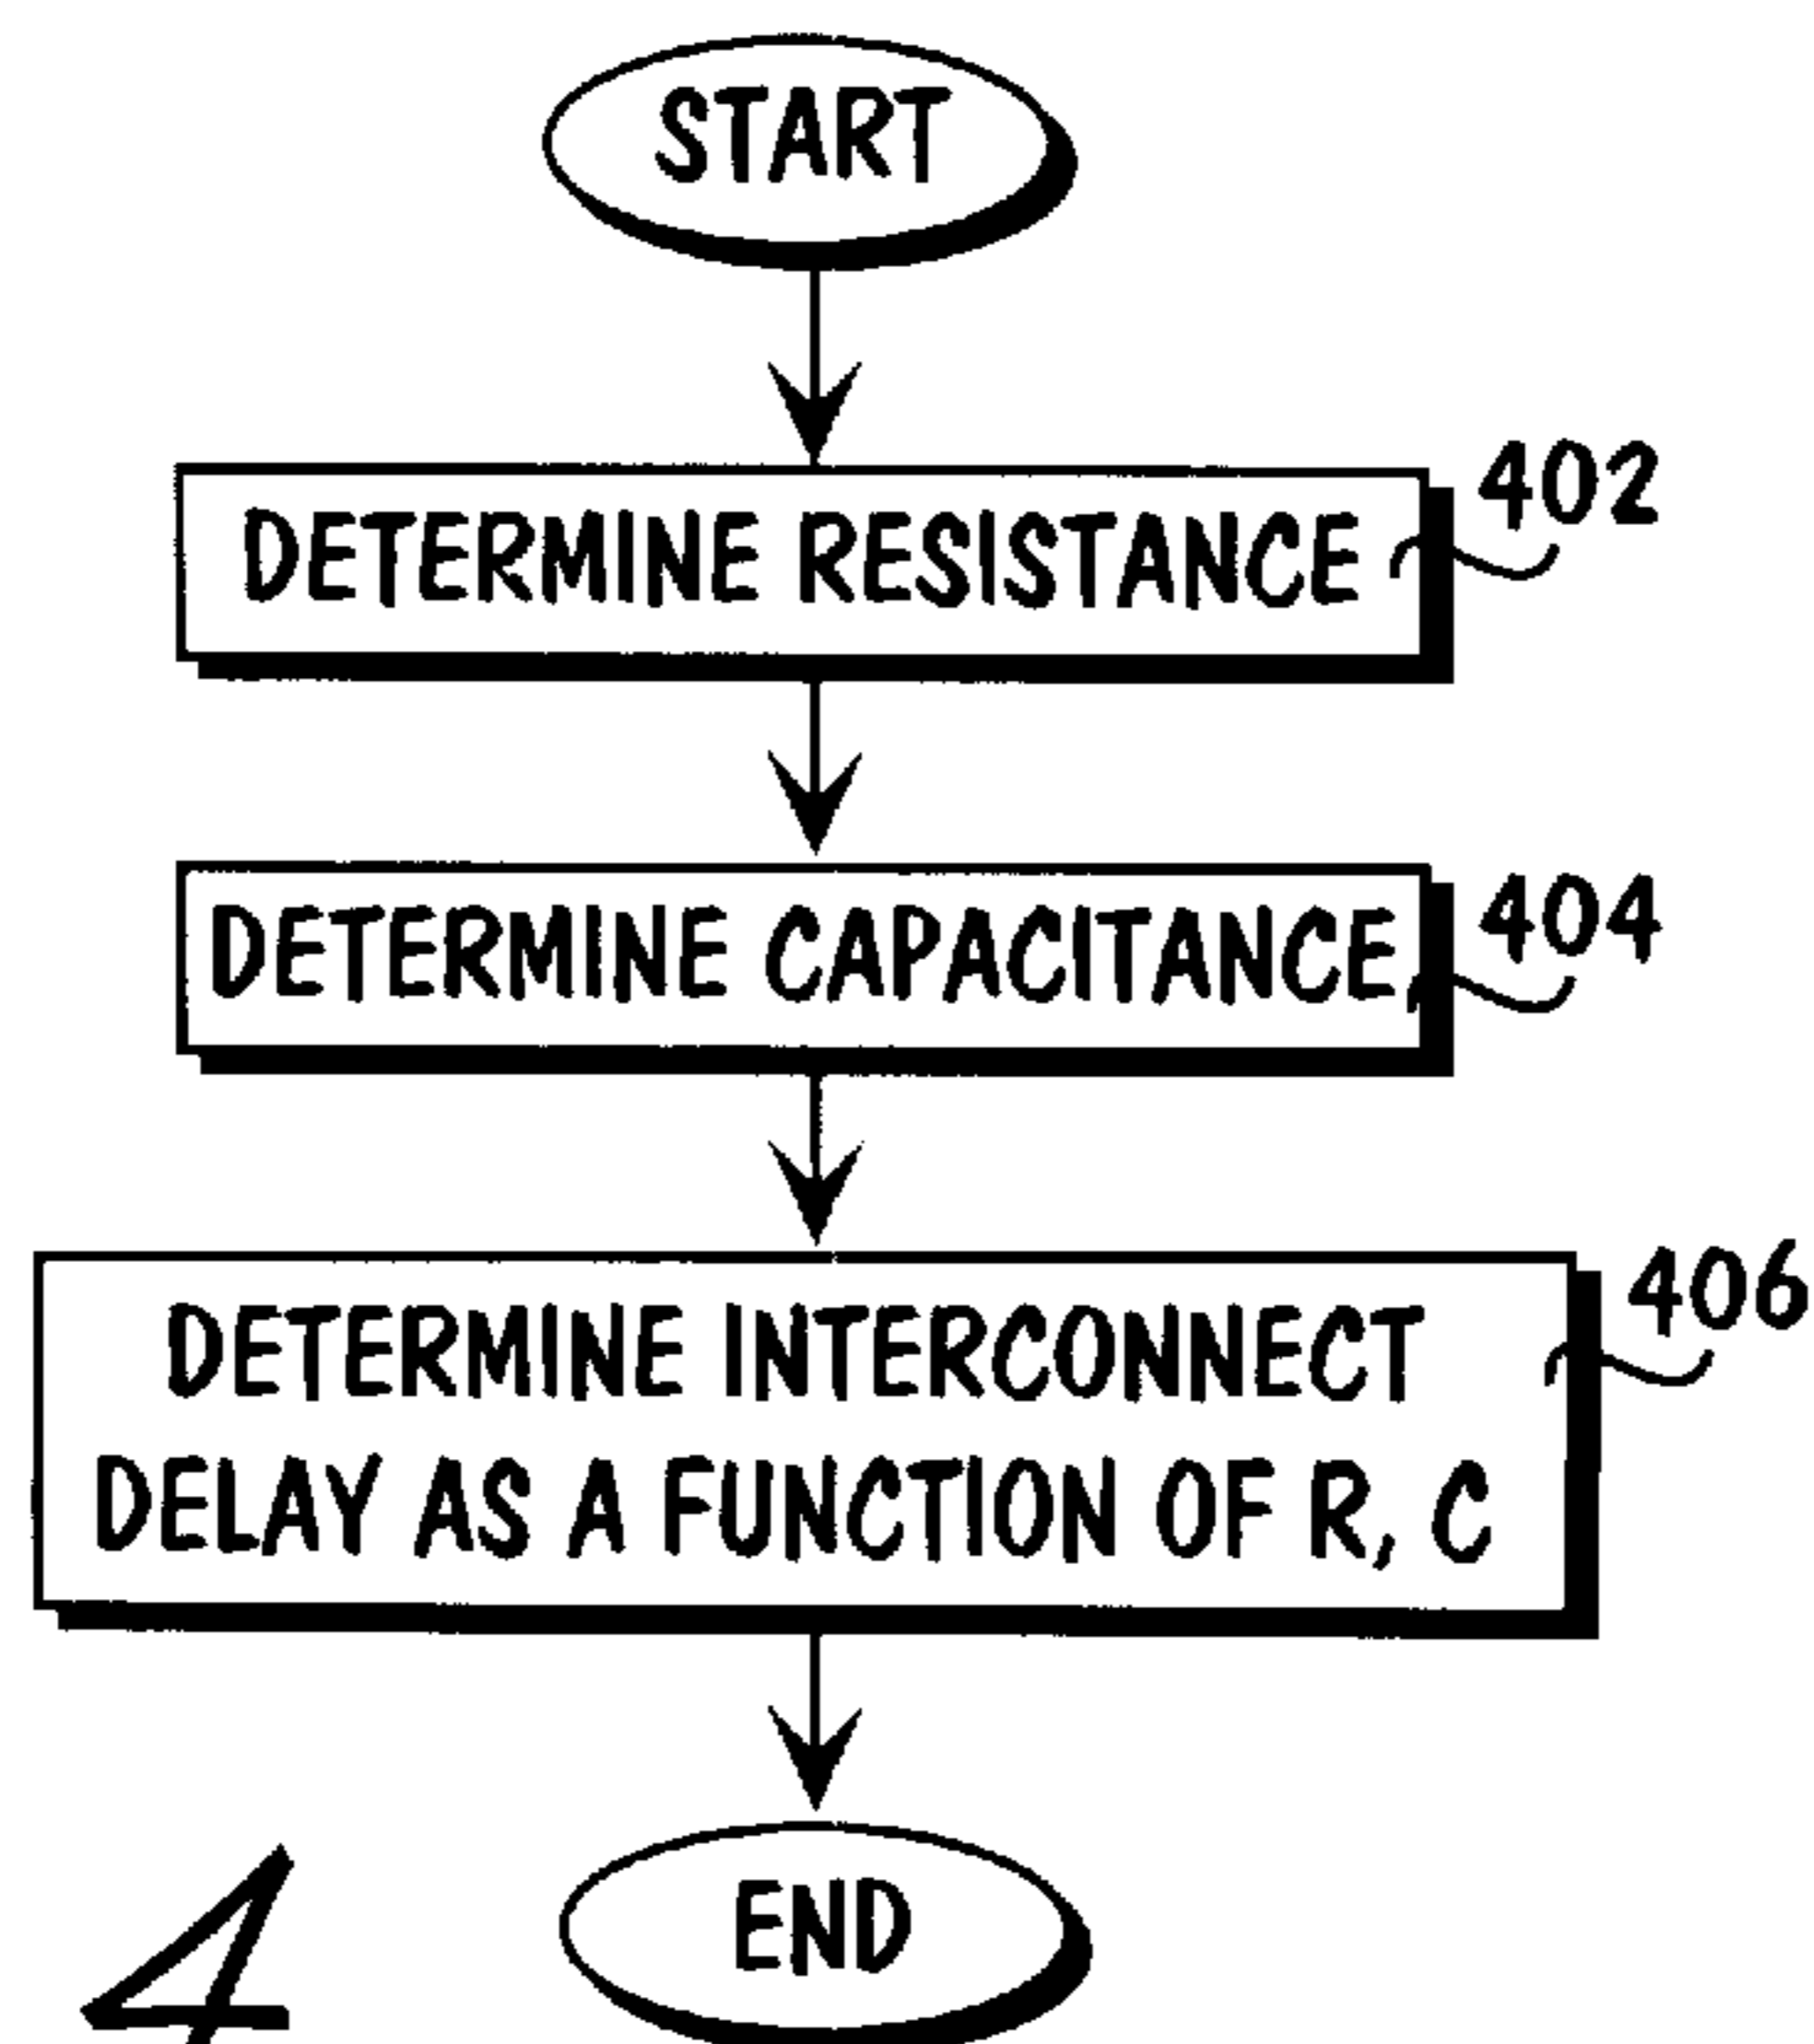 START
DETERMINE RESISTANCE
402
DETERMINE CAPACITANCE
404
DETERMINE INTERCONNECT
DELAY AS A FUNCTION OF R, C
406
END
4